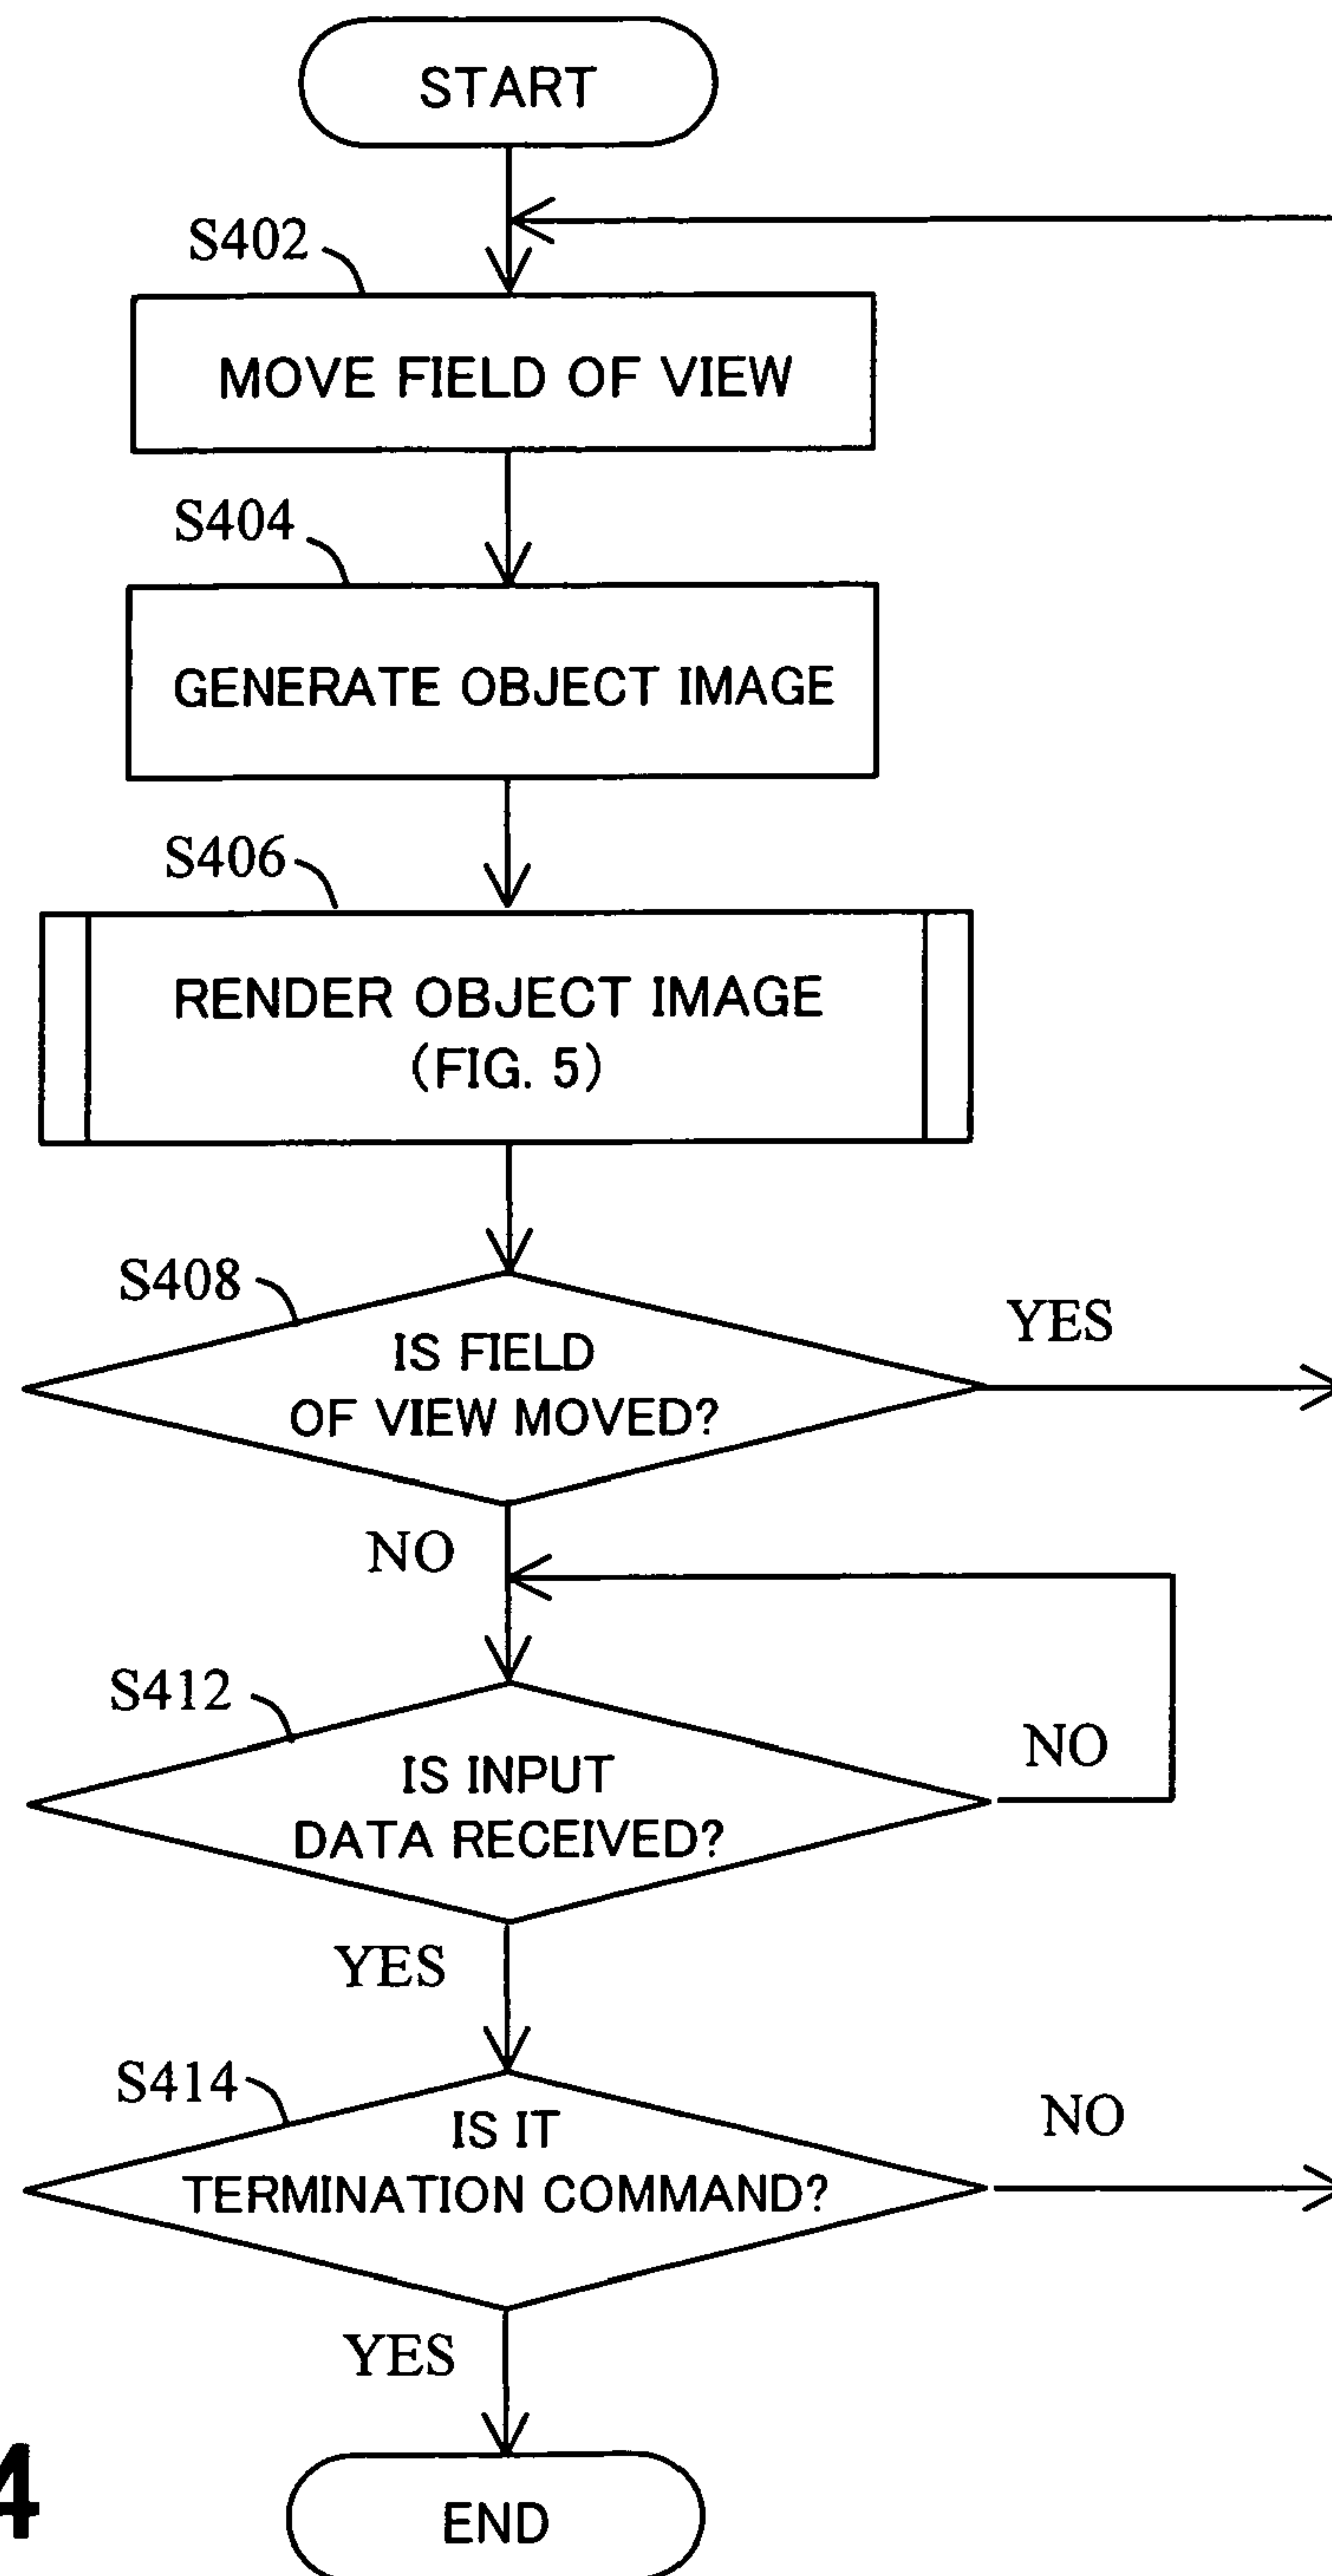 START
S402
MOVE FIELD OF VIEW
S404
GENERATE OBJECT IMAGE
S406
RENDER OBJECT IMAGE
(FIG. 5)
S408
IS FIELD
OF VIEW MOVED?
YES
NO
S412
IS INPUT
DATA RECEIVED?
NO
YES
S414
IS IT
TERMINATION COMMAND?
NO
YES
4
END